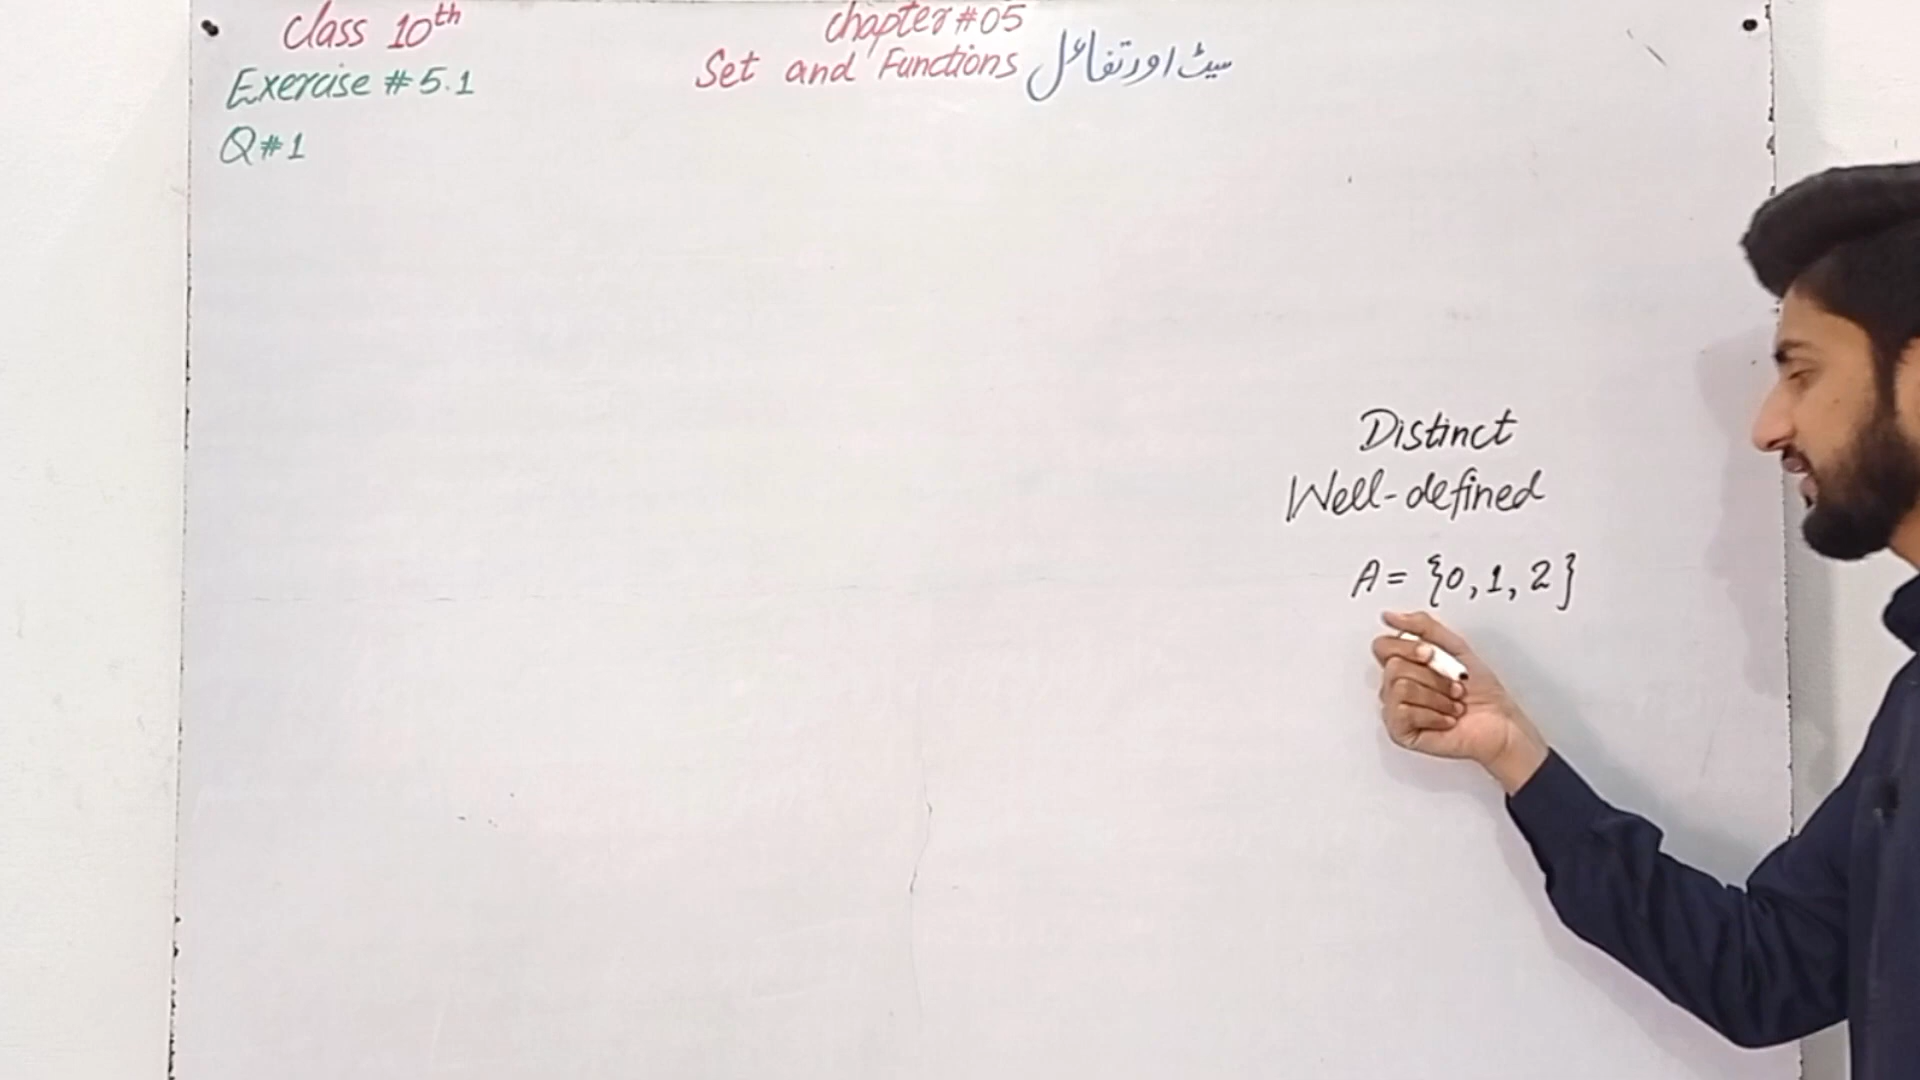 Class 10th
Chapter #05
Exercise #5.1
Set and Functions سیٹ اور تفاعل
Q#1
Distinct
Well-defined
A = {0, 1, 2}